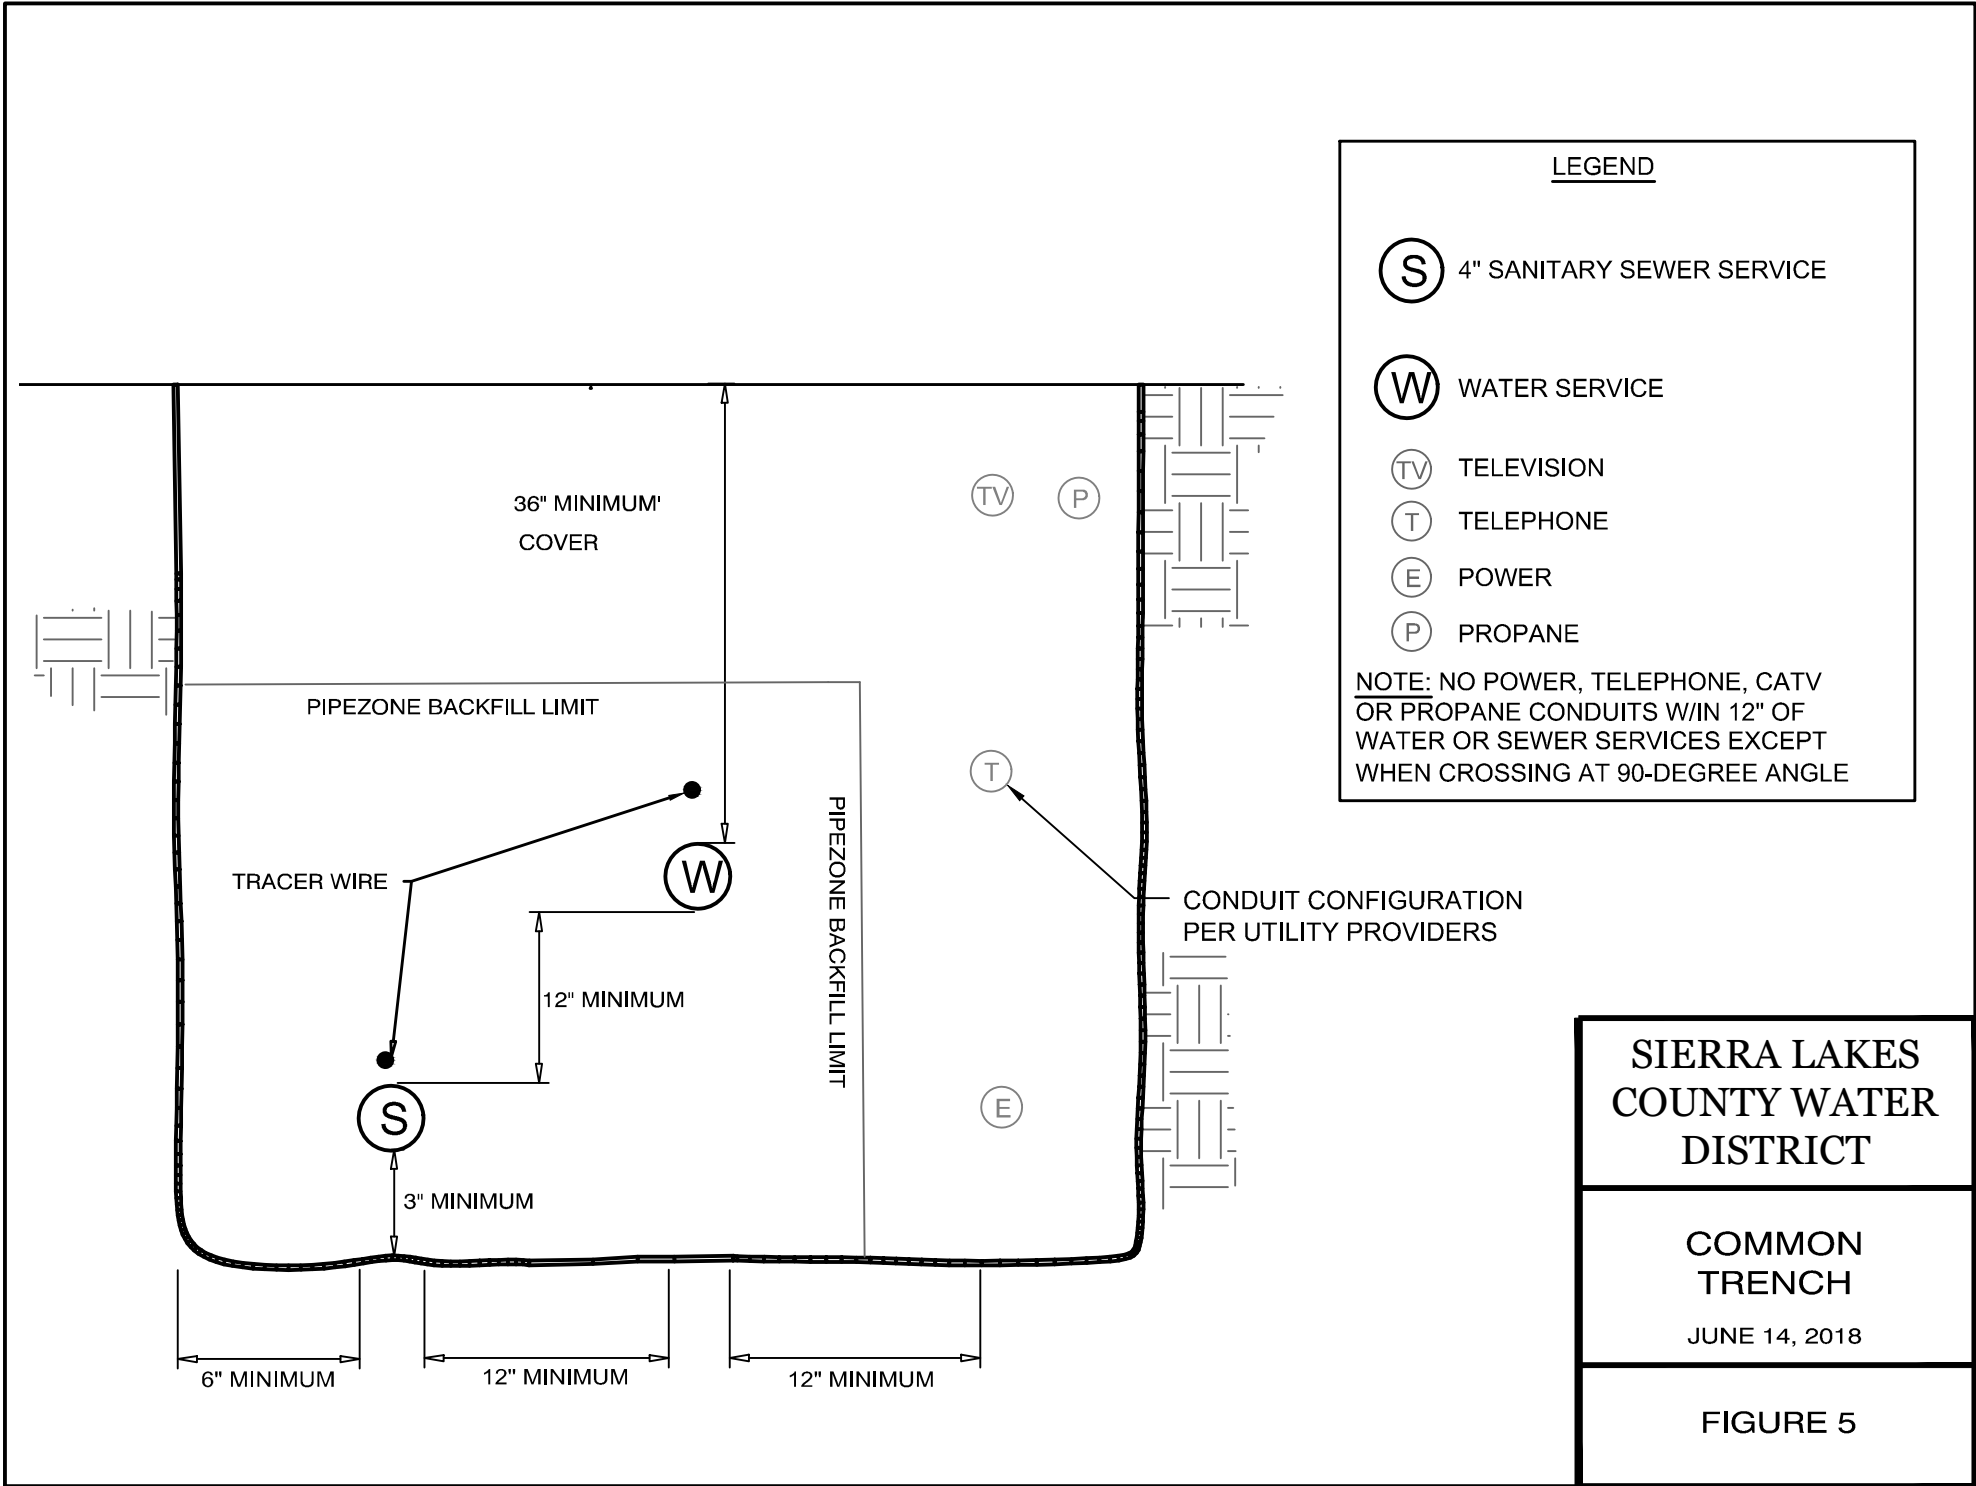 LEGEND
S 4" SANITARY SEWER SERVICE
W WATER SERVICE
TV TELEVISION
T TELEPHONE
E POWER
P PROPANE
NOTE: NO POWER, TELEPHONE, CATV
OR PROPANE CONDUITS W/IN 12" OF
WATER OR SEWER SERVICES EXCEPT
WHEN CROSSING AT 90-DEGREE ANGLE
36" MINIMUM'
COVER
TV
P
PIPEZONE BACKFILL LIMIT
T
PIPEZONE BACKFILL LIMIT
TRACER WIRE
W
CONDUIT CONFIGURATION
PER UTILITY PROVIDERS
12" MINIMUM
S
E
3" MINIMUM
6" MINIMUM
12" MINIMUM
12" MINIMUM
SIERRA LAKES
COUNTY WATER
DISTRICT
COMMON
TRENCH
JUNE 14, 2018
FIGURE 5